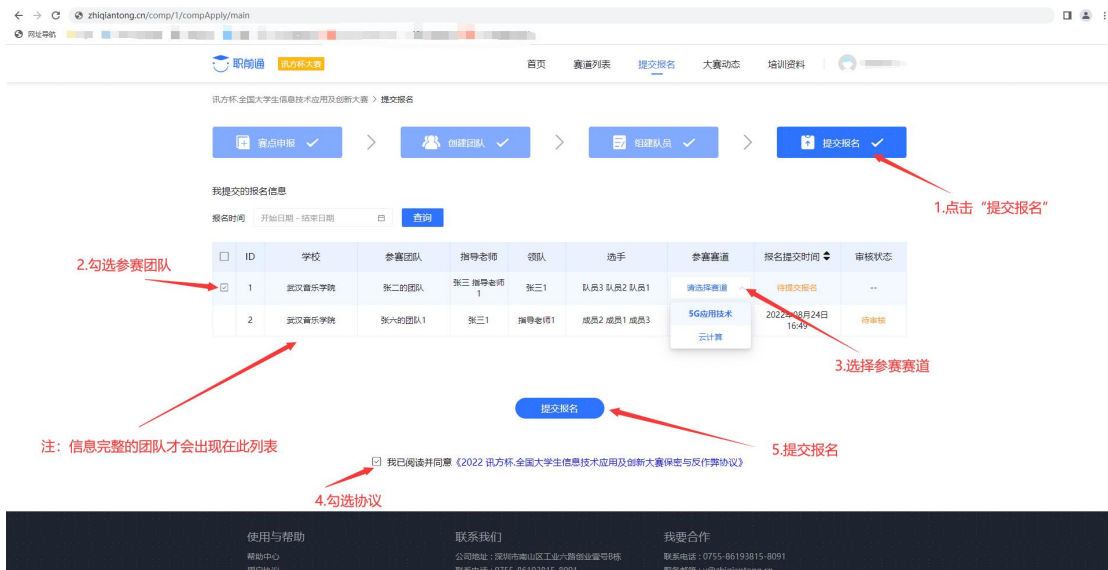 zhiqiantong.cn/comp/1/compApply/main
网址导航
职前通 讯方杯大赛 首页 赛道列表 提交报名 大赛动态 培训资料
讯方杯.全国大学生信息技术应用及创新大赛 > 提交报名
赛点申报 创建团队 组建队员 提交报名
1.点击“提交报名”
我提交的报名信息
报名时间 开始日期 - 结束日期 查询
ID 学校 参赛团队 指导老师 领队 选手 参赛赛道 报名提交时间 审核状态
2.勾选参赛团队
1 武汉音乐学院 张二的团队 张三 指导老师1 张三1 队员3 队员2 队员1 请选择赛道 待提交报名 --
2 武汉音乐学院 张六的团队1 张三1 指导老师1 成员2 成员1 成员3 2022年08月24日 16:49 待审核
5G应用技术
云计算
3.选择参赛赛道
提交报名
注：信息完整的团队才会出现在此列表
5.提交报名
我已阅读并同意《2022 讯方杯.全国大学生信息技术应用及创新大赛保密与反作弊协议》
4.勾选协议
使用与帮助 联系我们 我要合作
帮助中心 公司地址：深圳市南山区工业六路创业壹号B栋 联系电话：0755-86193815-8091